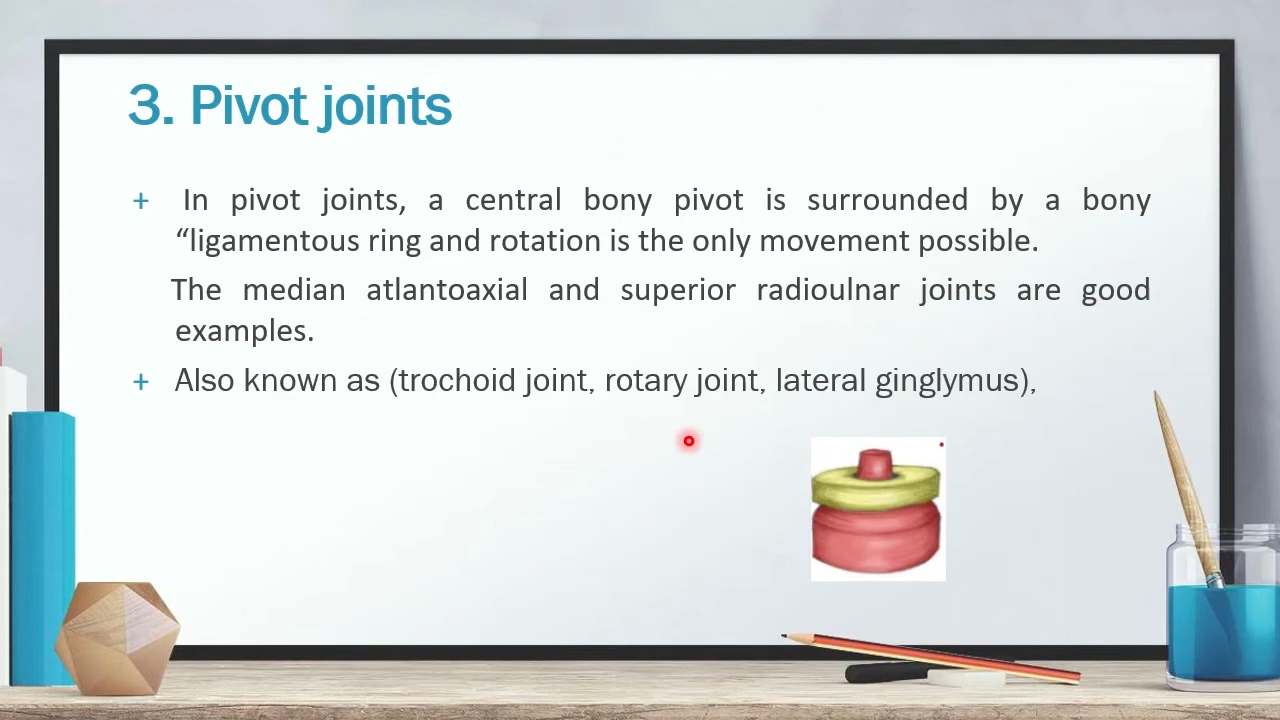 3. Pivot joints
+ In pivot joints, a central bony pivot is surrounded by a bony
“ligamentous ring and rotation is the only movement possible.
The median atlantoaxial and superior radioulnar joints are good
examples.
+ Also known as (trochoid joint, rotary joint, lateral ginglymus),